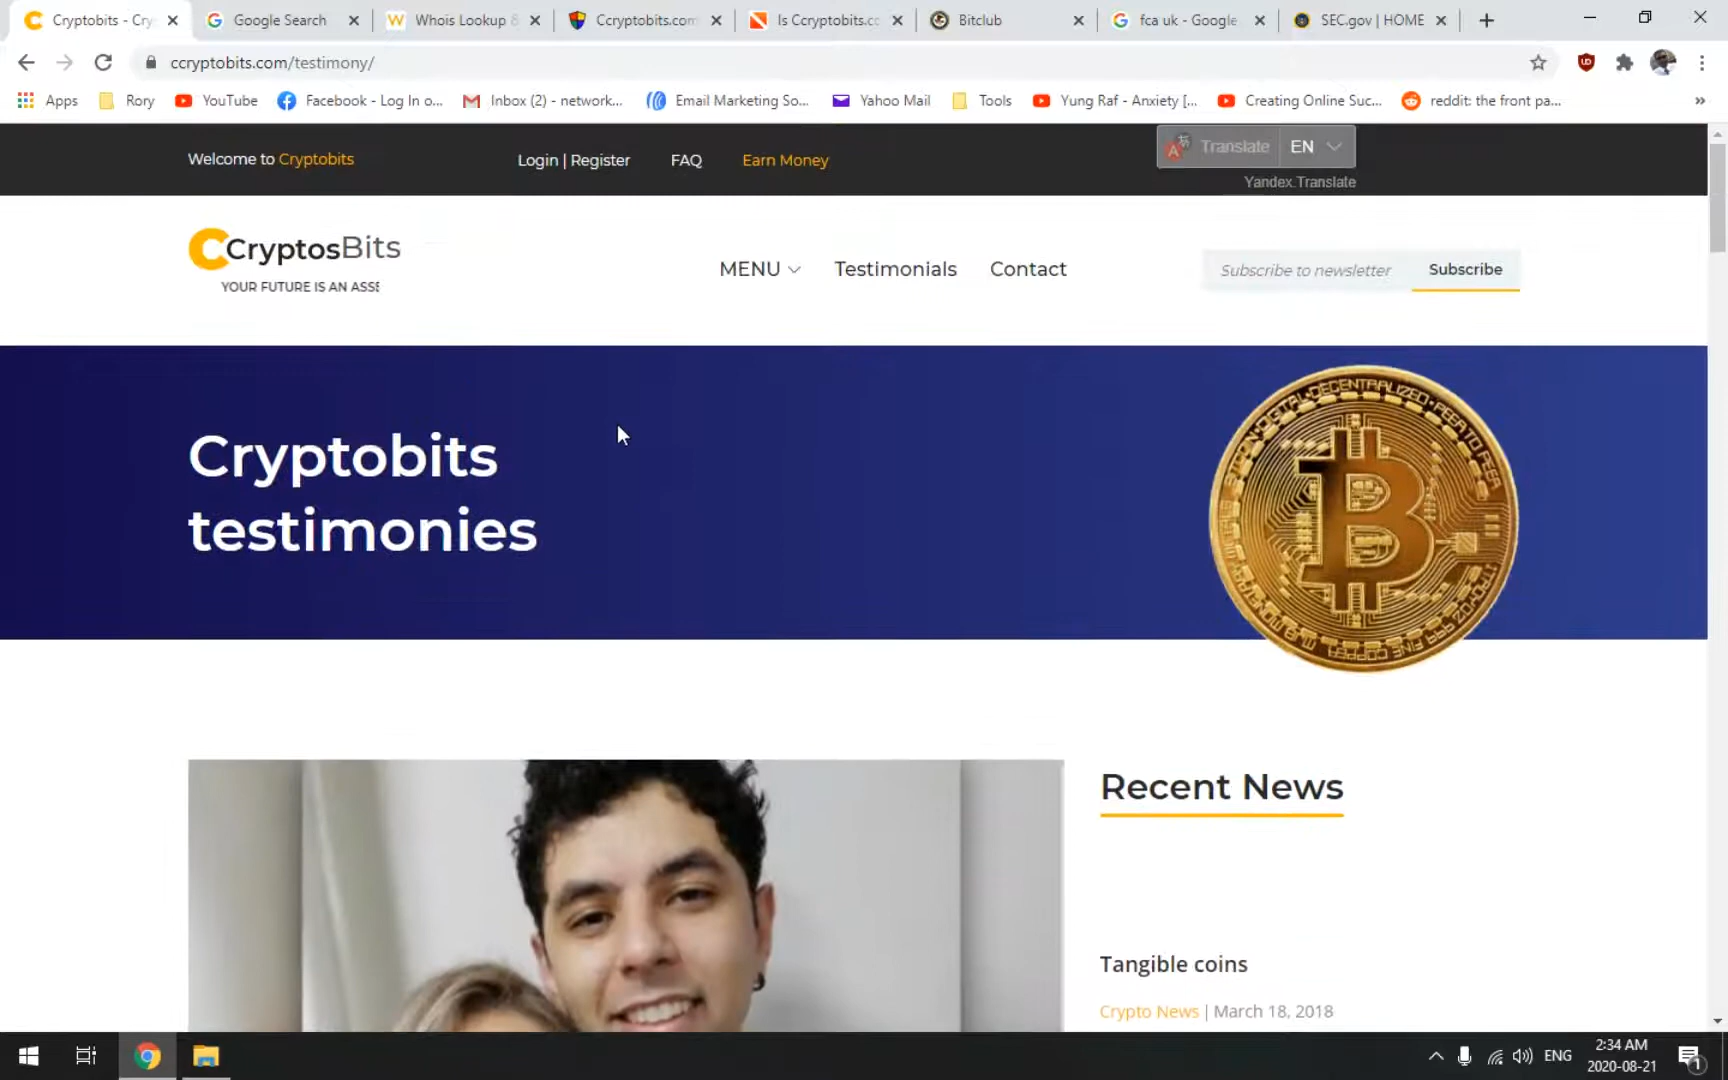 Cryptobits - Cry
Google Search
Whois Lookup &
Ccryptobits.com
Is Ccryptobits.cc
Bitclub
fca uk - Google
SEC.gov | HOME
ccryptobits.com/testimony/
Apps
Rory
YouTube
Facebook - Log In o...
Inbox (2) - network...
Email Marketing So...
Yahoo Mail
Tools
Yung Raf - Anxiety [...
Creating Online Suc...
reddit: the front pa...
Welcome to Cryptobits
Login | Register
FAQ
Earn Money
Translate
EN
Yandex.Translate
CCryptosBits
YOUR FUTURE IS AN ASSE
MENU
Testimonials
Contact
Subscribe to newsletter
Subscribe
Cryptobits
testimonies
Recent News
Tangible coins
Crypto News | March 18, 2018
ENG
2:34 AM
2020-08-21
1